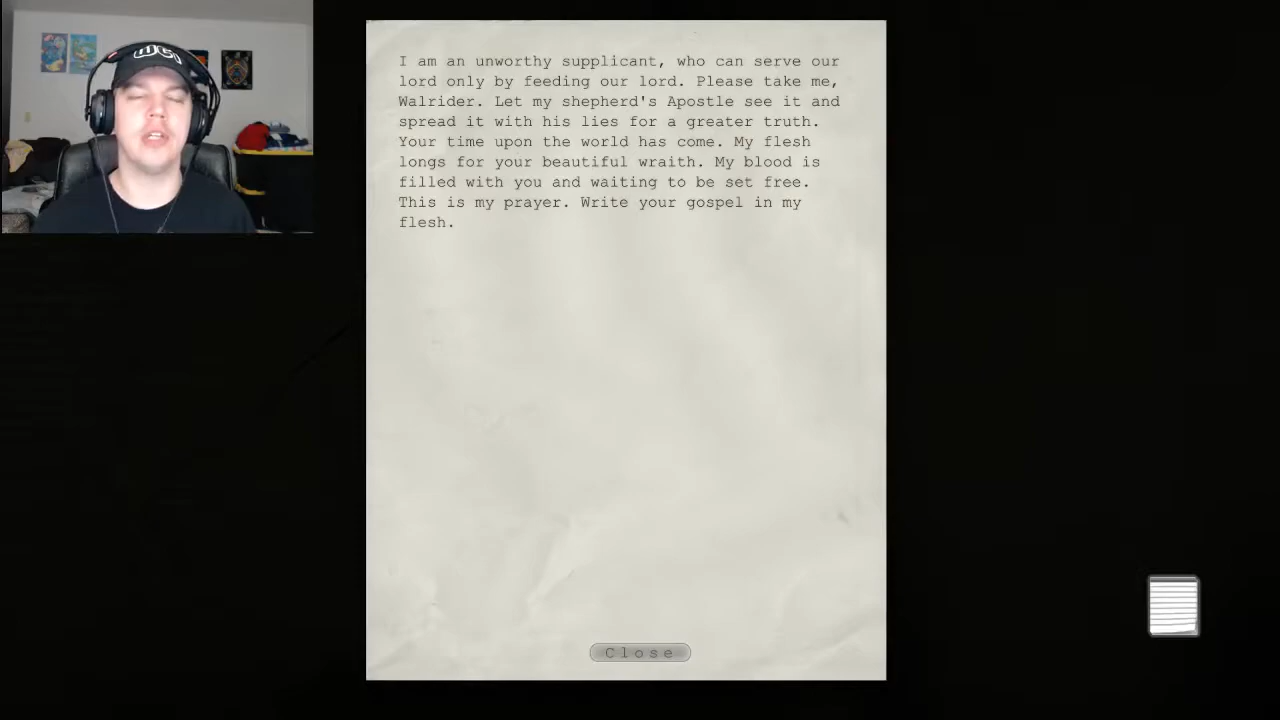 I am an unworthy supplicant, who can serve our
lord only by feeding our lord. Please take me,
Walrider. Let my shepherd's Apostle see it and
spread it with his lies for a greater truth.
Your time upon the world has come. My flesh
longs for your beautiful wraith. My blood is
filled with you and waiting to be set free.
This is my prayer. Write your gospel in my
flesh.
Close